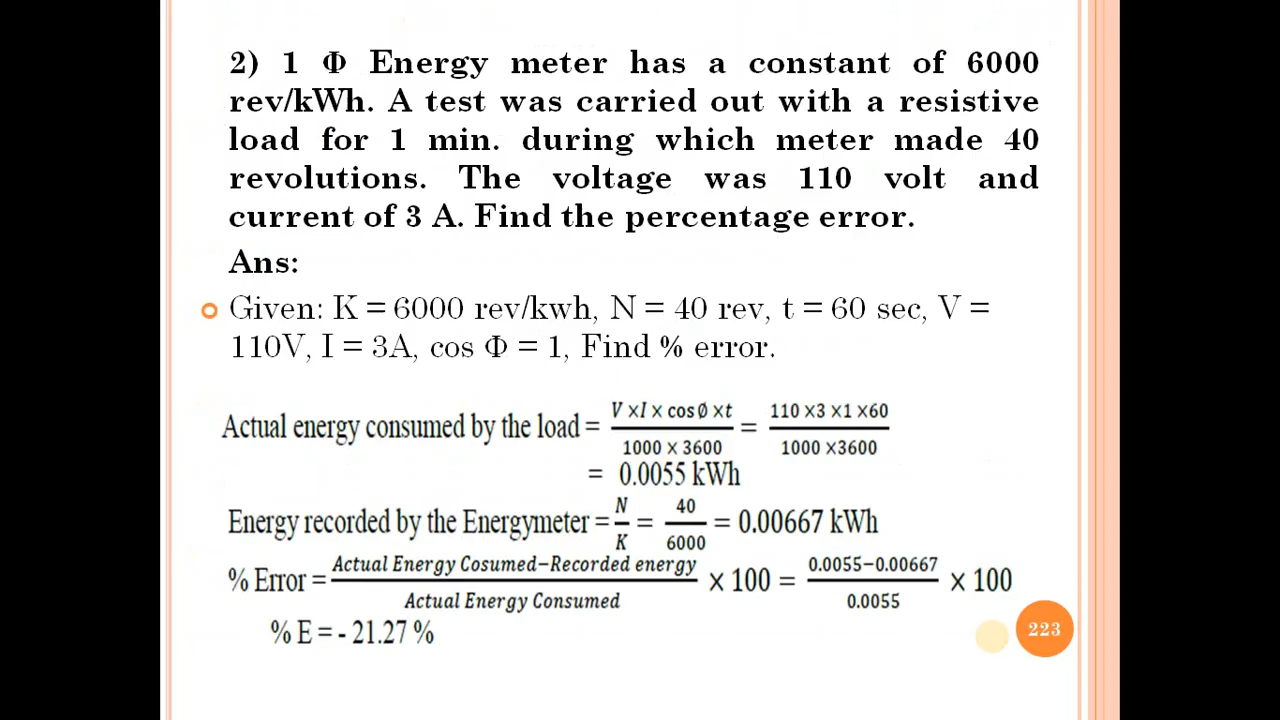 2) 1 Φ Energy meter has a constant of 6000
rev/kWh. A test was carried out with a resistive
load for 1 min. during which meter made 40
revolutions. The voltage was 110 volt and
current of 3 A. Find the percentage error.
Ans:
Given: K = 6000 rev/kwh, N = 40 rev, t = 60 sec, V =
110V, I = 3A, cos Φ = 1, Find % error.
Actual energy consumed by the load = V ×I × cosØ ×t / 1000 × 3600 = 110 ×3 ×1 ×60 / 1000 ×3600
= 0.0055 kWh
Energy recorded by the Energymeter = N / K = 40 / 6000 = 0.00667 kWh
% Error = Actual Energy Cosumed−Recorded energy / Actual Energy Consumed × 100 = 0.0055−0.00667 / 0.0055 × 100
% E = - 21.27 %
223